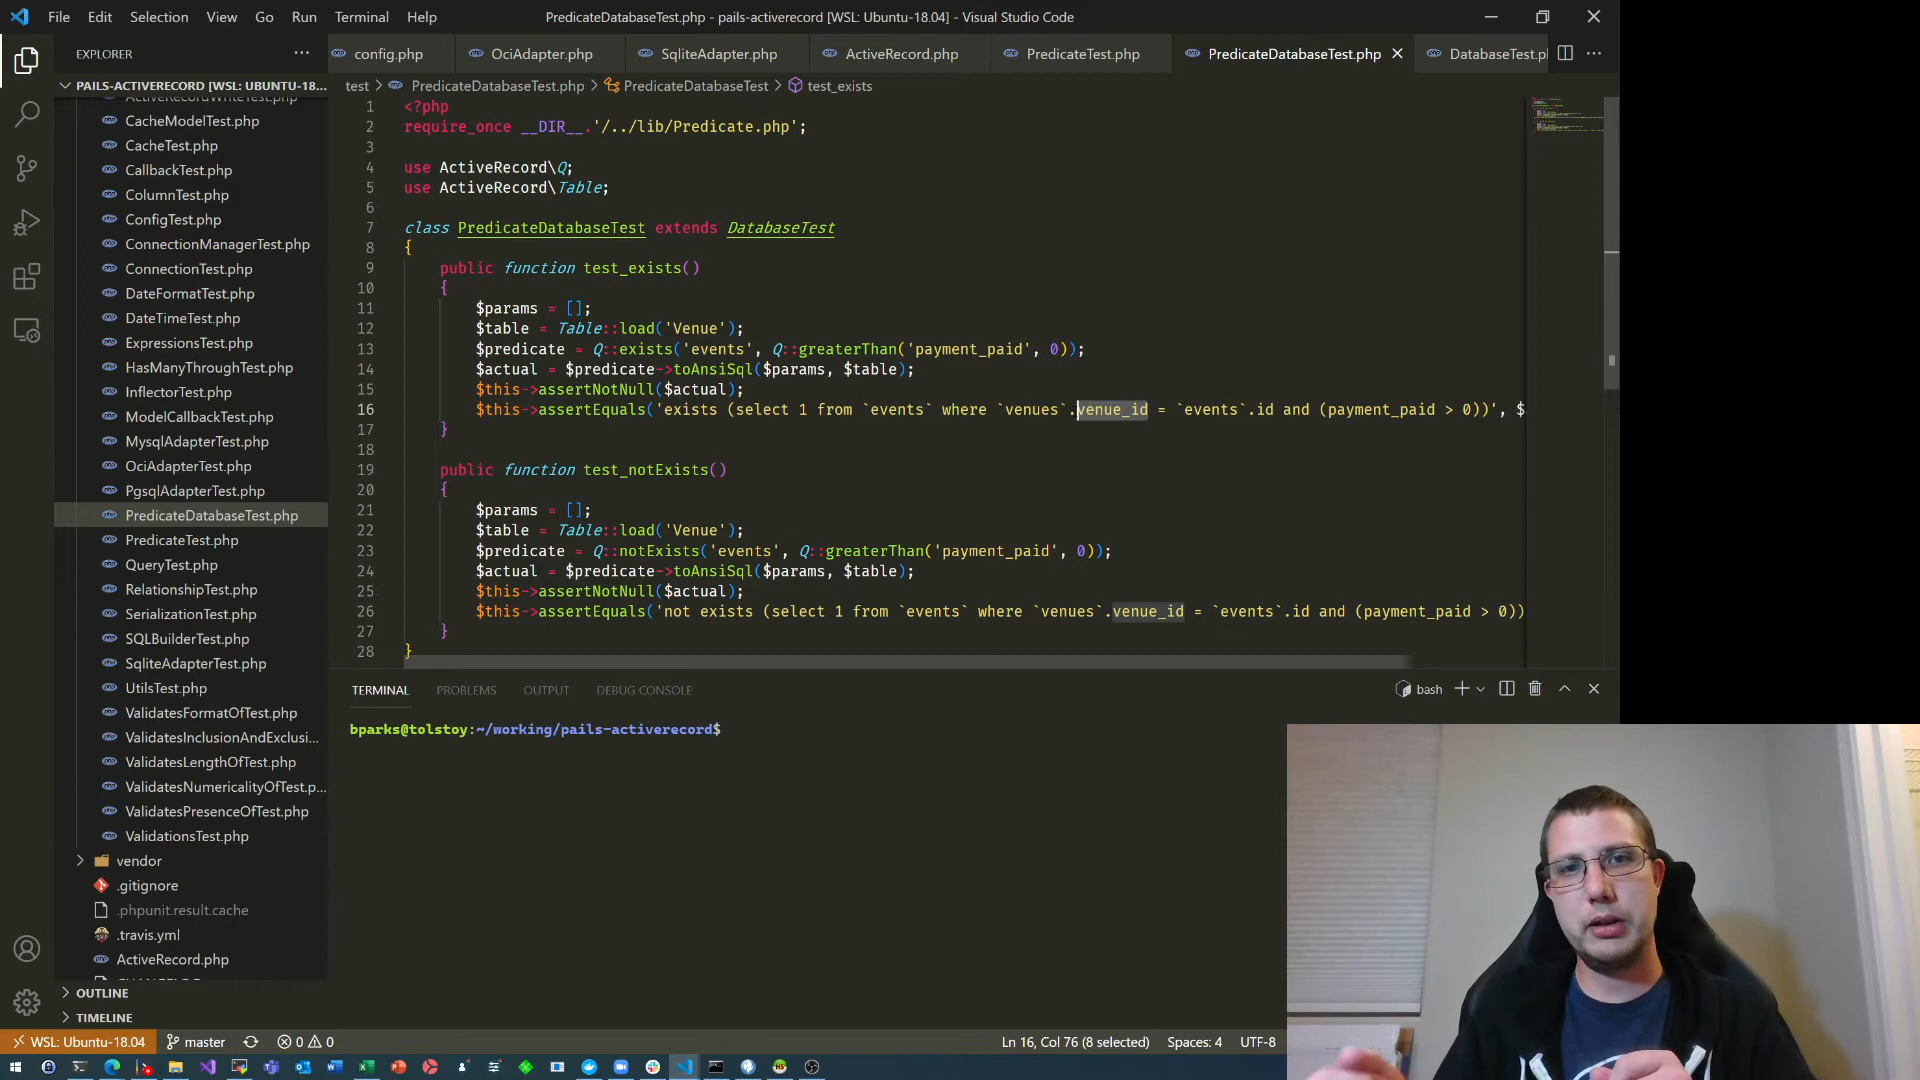 File Edit Selection View Go Run Terminal Help
PredicateDatabaseTest.php - pails-activerecord [WSL: Ubuntu-18.04] - Visual Studio Code
EXPLORER
config.php OciAdapter.php SqliteAdapter.php ActiveRecord.php PredicateTest.php PredicateDatabaseTest.php DatabaseTest.p
PAILS-ACTIVERECORD [WSL: UBUNTU-18...
test > PredicateDatabaseTest.php > PredicateDatabaseTest > test_exists
ActiveRecordWriteTest.php
CacheModelTest.php
CacheTest.php
CallbackTest.php
ColumnTest.php
ConfigTest.php
ConnectionManagerTest.php
ConnectionTest.php
DateFormatTest.php
DateTimeTest.php
ExpressionsTest.php
HasManyThroughTest.php
InflectorTest.php
ModelCallbackTest.php
MysqlAdapterTest.php
OciAdapterTest.php
PgsqlAdapterTest.php
PredicateDatabaseTest.php
PredicateTest.php
QueryTest.php
RelationshipTest.php
SerializationTest.php
SQLBuilderTest.php
SqliteAdapterTest.php
UtilsTest.php
ValidatesFormatOfTest.php
ValidatesInclusionAndExclusi...
ValidatesLengthOfTest.php
ValidatesNumericalityOfTest.p...
ValidatesPresenceOfTest.php
ValidationsTest.php
vendor
.gitignore
.phpunit.result.cache
.travis.yml
ActiveRecord.php
OUTLINE
TIMELINE
1 <?php
2 require_once __DIR__.'/../lib/Predicate.php';
3
4 use ActiveRecord\Q;
5 use ActiveRecord\Table;
6
7 class PredicateDatabaseTest extends DatabaseTest
8 {
9 public function test_exists()
10 {
11 $params = [];
12 $table = Table::load('Venue');
13 $predicate = Q::exists('events', Q::greaterThan('payment_paid', 0));
14 $actual = $predicate->toAnsiSql($params, $table);
15 $this->assertNotNull($actual);
16 $this->assertEquals('exists (select 1 from `events` where `venues`.venue_id = `events`.id and (payment_paid > 0))', $
17 }
18
19 public function test_notExists()
20 {
21 $params = [];
22 $table = Table::load('Venue');
23 $predicate = Q::notExists('events', Q::greaterThan('payment_paid', 0));
24 $actual = $predicate->toAnsiSql($params, $table);
25 $this->assertNotNull($actual);
26 $this->assertEquals('not exists (select 1 from `events` where `venues`.venue_id = `events`.id and (payment_paid > 0))
27 }
28 }
TERMINAL PROBLEMS OUTPUT DEBUG CONSOLE
bash
bparks@tolstoy:~/working/pails-activerecord$
WSL: Ubuntu-18.04 master 0 0
Ln 16, Col 76 (8 selected) Spaces: 4 UTF-8